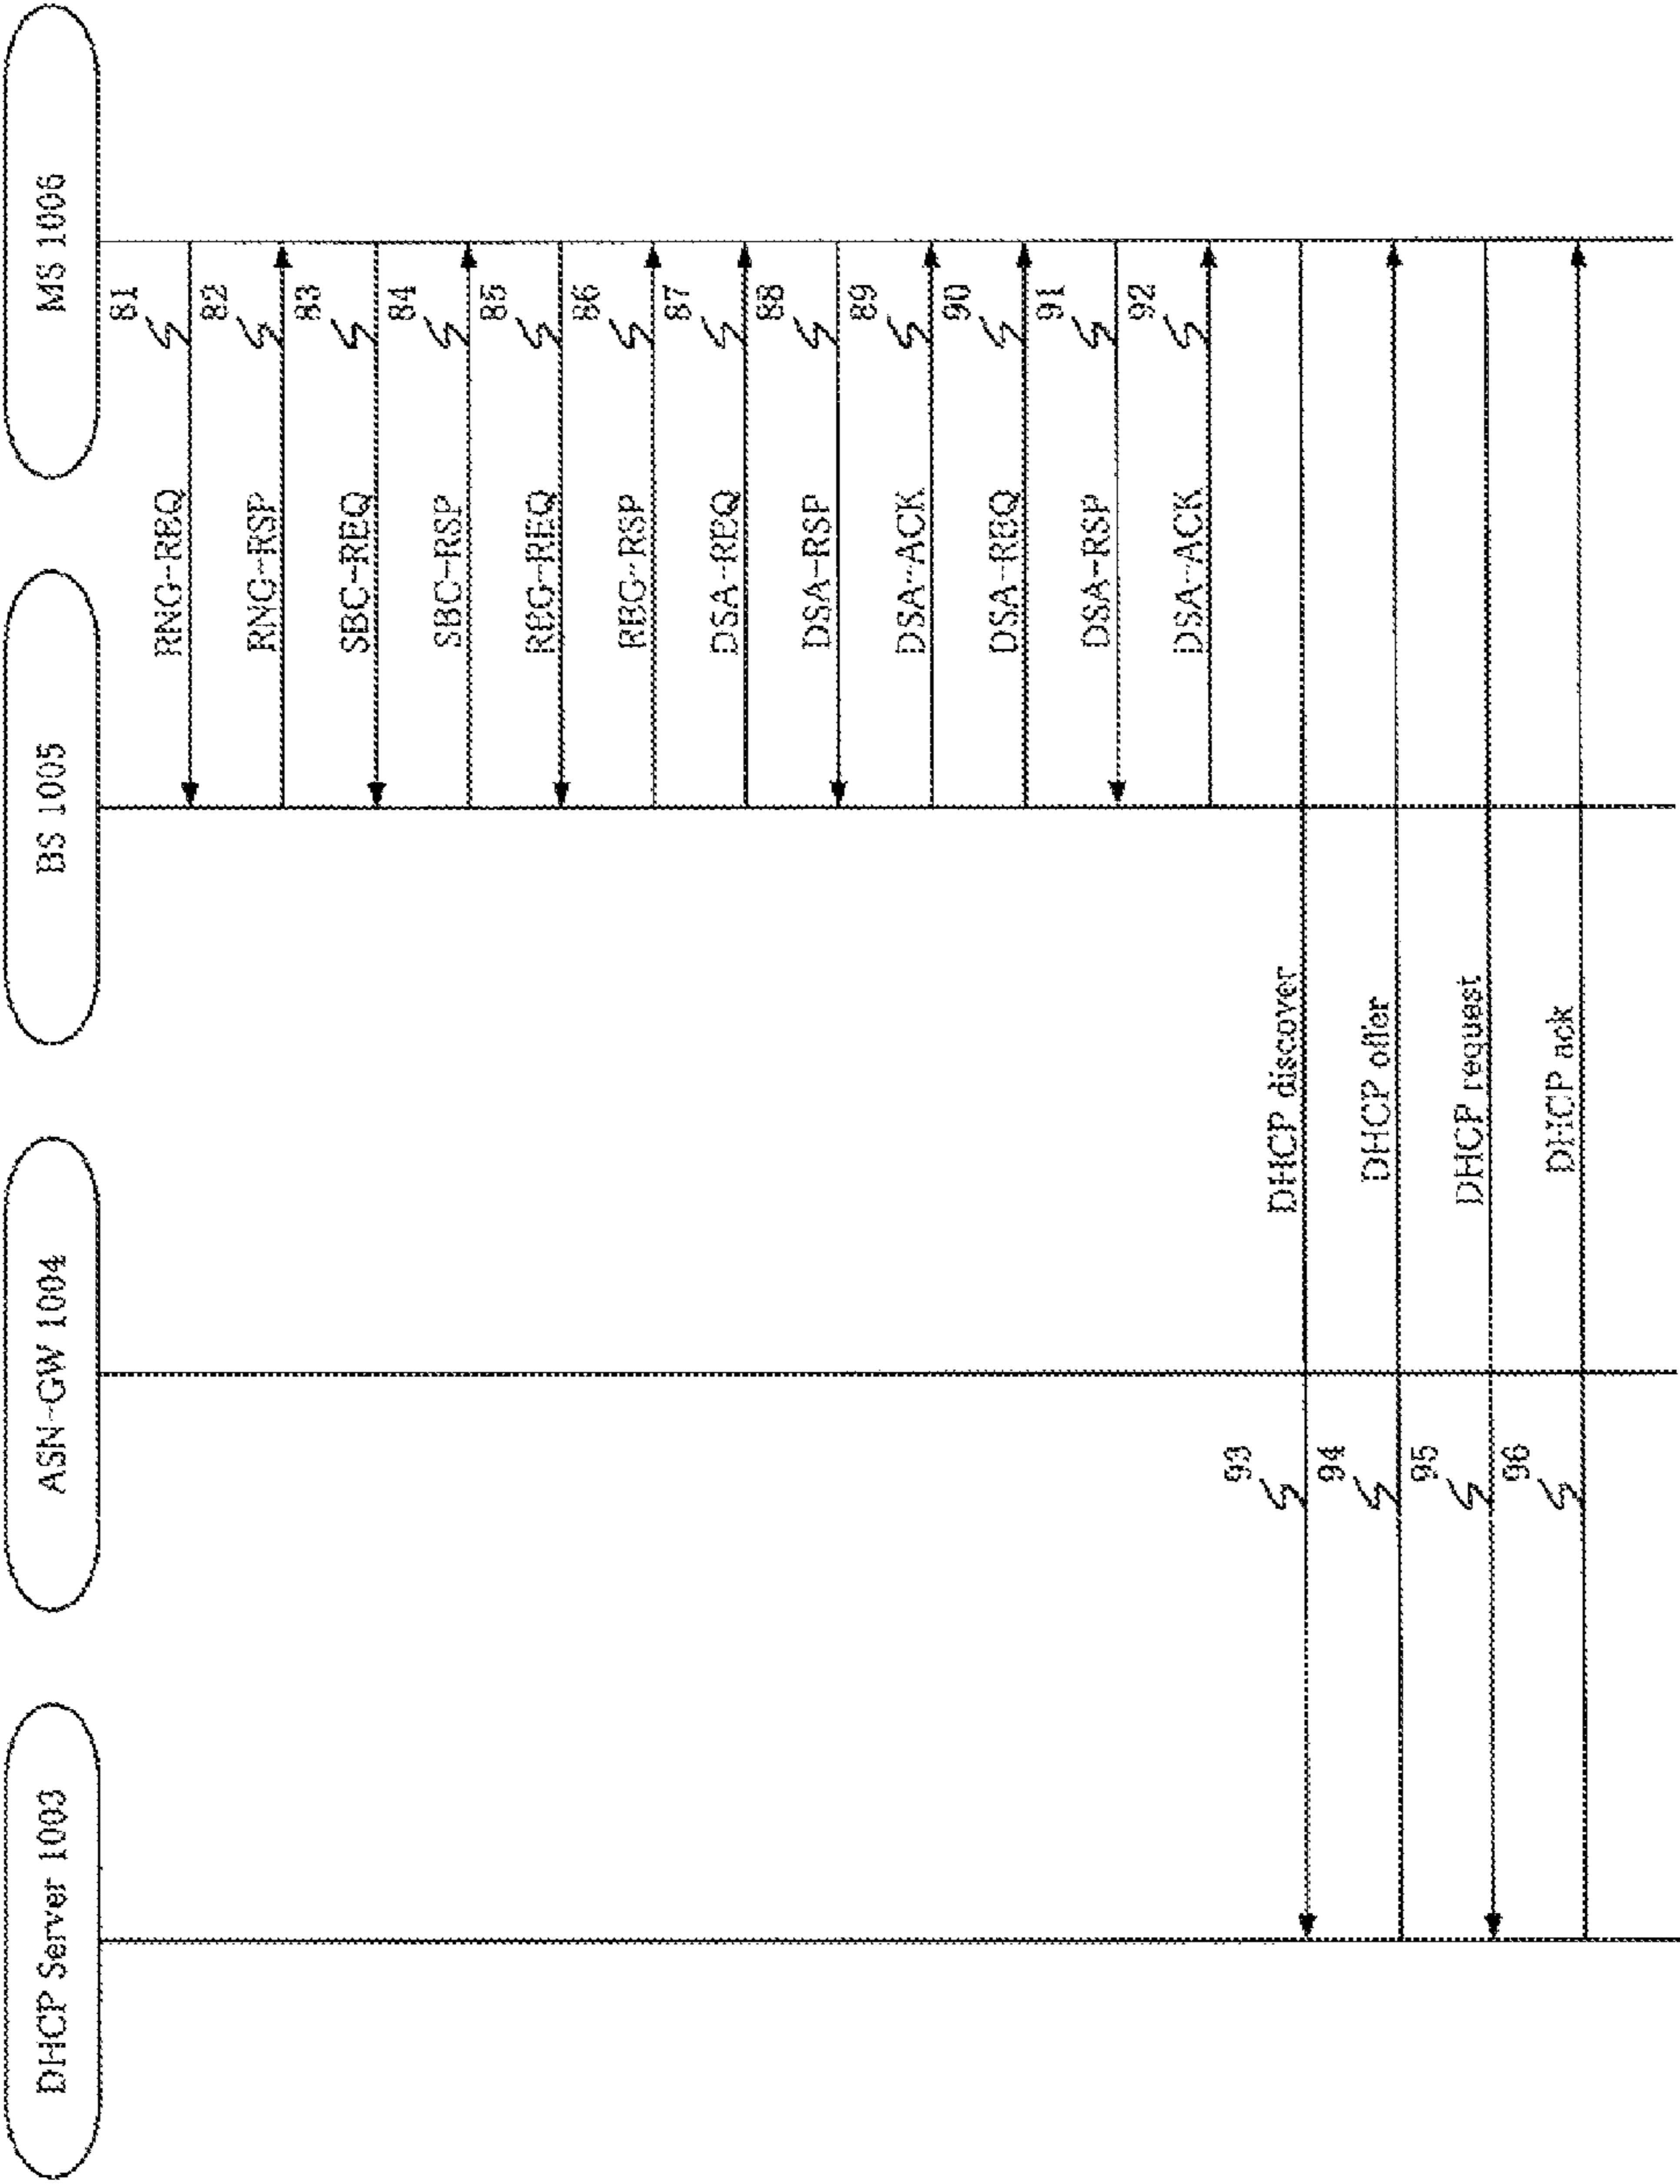 DHCP Server 1003
ASN-GW 1004
BS 1005
MS 1006
81
RNG-REQ
82
RNG-RSP
83
SBC-REQ
84
SBC-RSP
85
REG-REQ
86
REG-RSP
87
DSA-REQ
88
DSA-RSP
89
DSA-ACK
90
DSA-REQ
91
DSA-RSP
92
DSA-ACK
93
DHCP discover
94
DHCP offer
95
DHCP request
96
DHCP ack